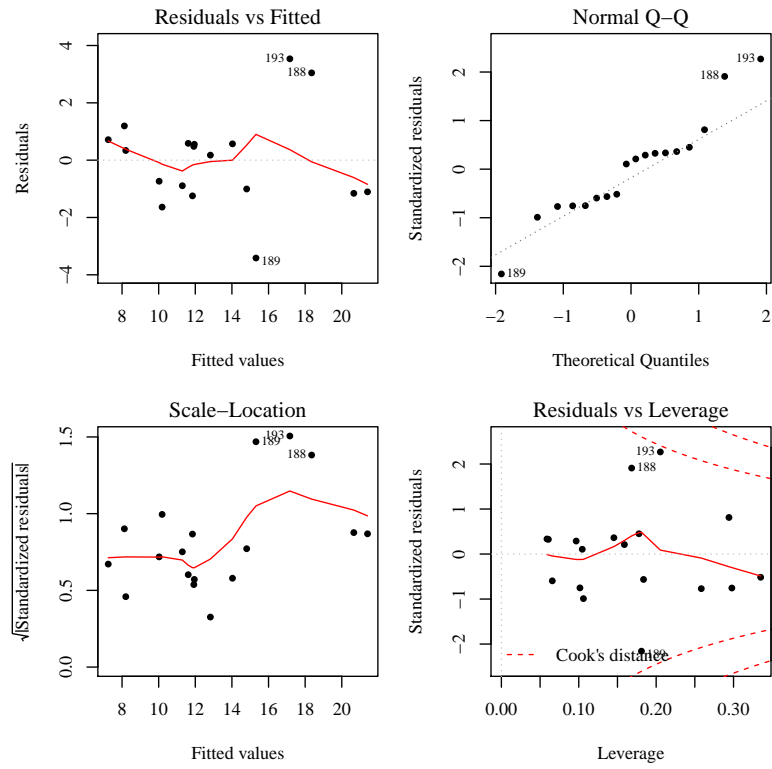 Residuals vs Fitted
4
2
0
−2
−4
Residuals
193
188
189
8 10 12 14 16 18 20
Fitted values
Normal Q−Q
2
1
0
−1
−2
Standardized residuals
193
188
189
−2 −1 0 1 2
Theoretical Quantiles
Scale−Location
1.5
1.0
0.5
0.0
√|Standardized residuals|
193
189
188
8 10 12 14 16 18 20
Fitted values
Residuals vs Leverage
2
1
0
−1
−2
Standardized residuals
193
188
189
Cook's distance
0.00 0.10 0.20 0.30
Leverage